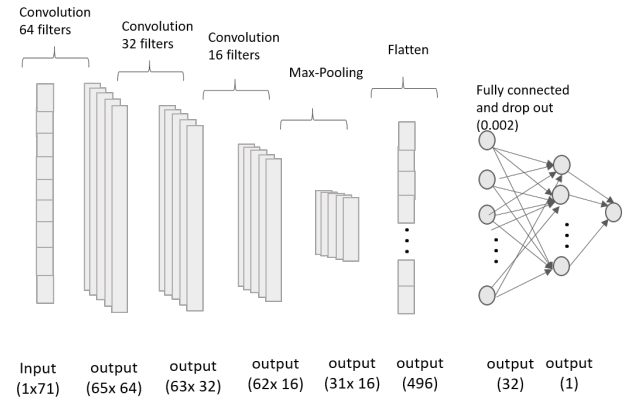 Convolution
64 filters
Convolution
32 filters
Convolution
16 filters
Max-Pooling
Flatten
Fully connected
and drop out
(0.002)
Input
(1x71)
output
(65x 64)
output
(63x 32)
output
(62x 16)
output
(31x 16)
output
(496)
output
(32)
output
(1)